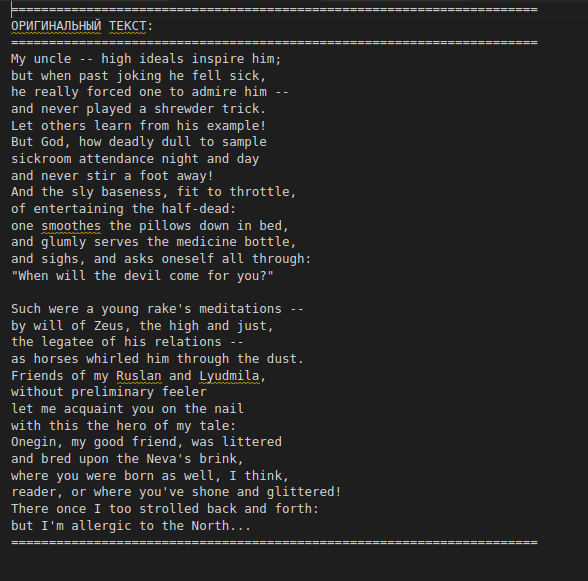 ======================================================================
ОРИГИНАЛЬНЫЙ ТЕКСТ:
======================================================================
My uncle -- high ideals inspire him;
but when past joking he fell sick,
he really forced one to admire him --
and never played a shrewder trick.
Let others learn from his example!
But God, how deadly dull to sample
sickroom attendance night and day
and never stir a foot away!
And the sly baseness, fit to throttle,
of entertaining the half-dead:
one smoothes the pillows down in bed,
and glumly serves the medicine bottle,
and sighs, and asks oneself all through:
"When will the devil come for you?"

Such were a young rake's meditations --
by will of Zeus, the high and just,
the legatee of his relations --
as horses whirled him through the dust.
Friends of my Ruslan and Lyudmila,
without preliminary feeler
let me acquaint you on the nail
with this the hero of my tale:
Onegin, my good friend, was littered
and bred upon the Neva's brink,
where you were born as well, I think,
reader, or where you've shone and glittered!
There once I too strolled back and forth:
but I'm allergic to the North...
======================================================================